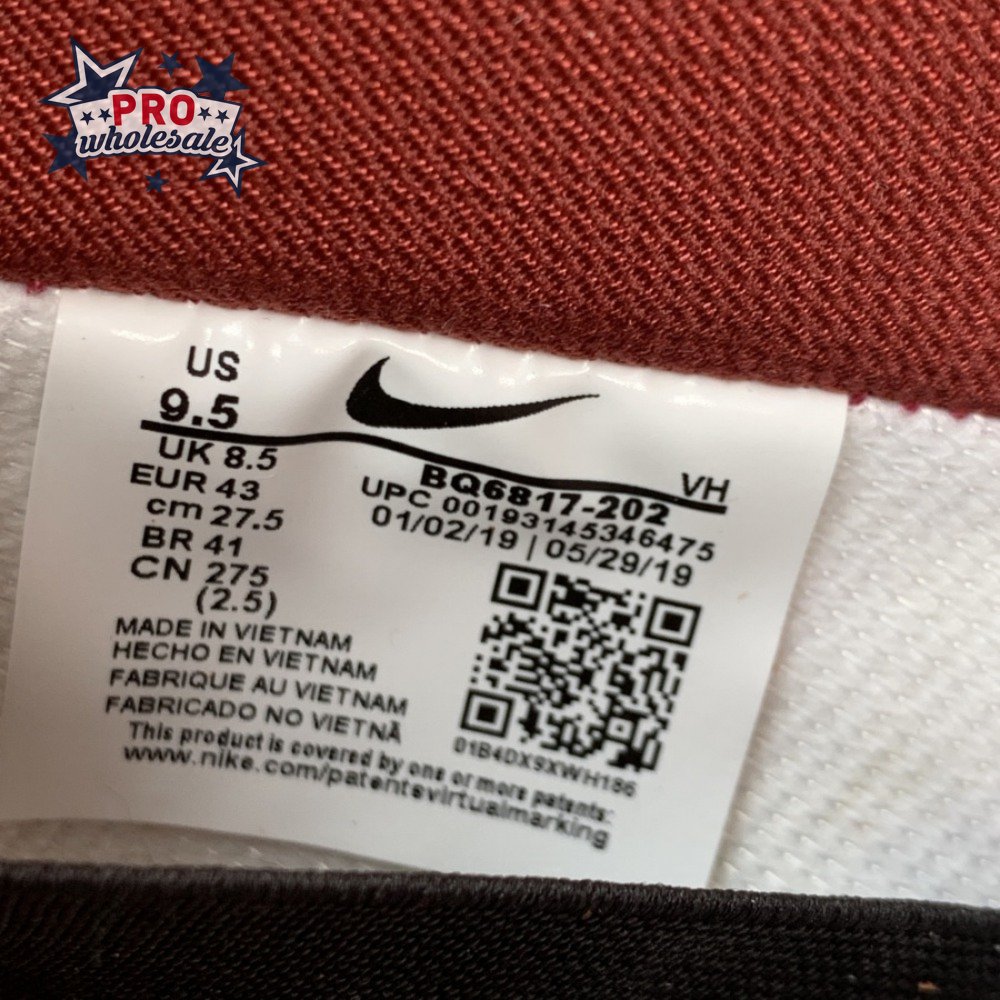 PRO
wholesale
US
9.5
UK 8.5
EUR 43
cm 27.5
BR 41
CN 275
(2.5)
VH
BQ6817-202
UPC 00193145346475
01/02/19 | 05/29/19
01B4DX9XWH186
MADE IN VIETNAM
HECHO EN VIETNAM
FABRIQUE AU VIETNAM
FABRICADO NO VIETNÃ
This product is covered by one or more patents:
www.nike.com/patentsvirtualmarking